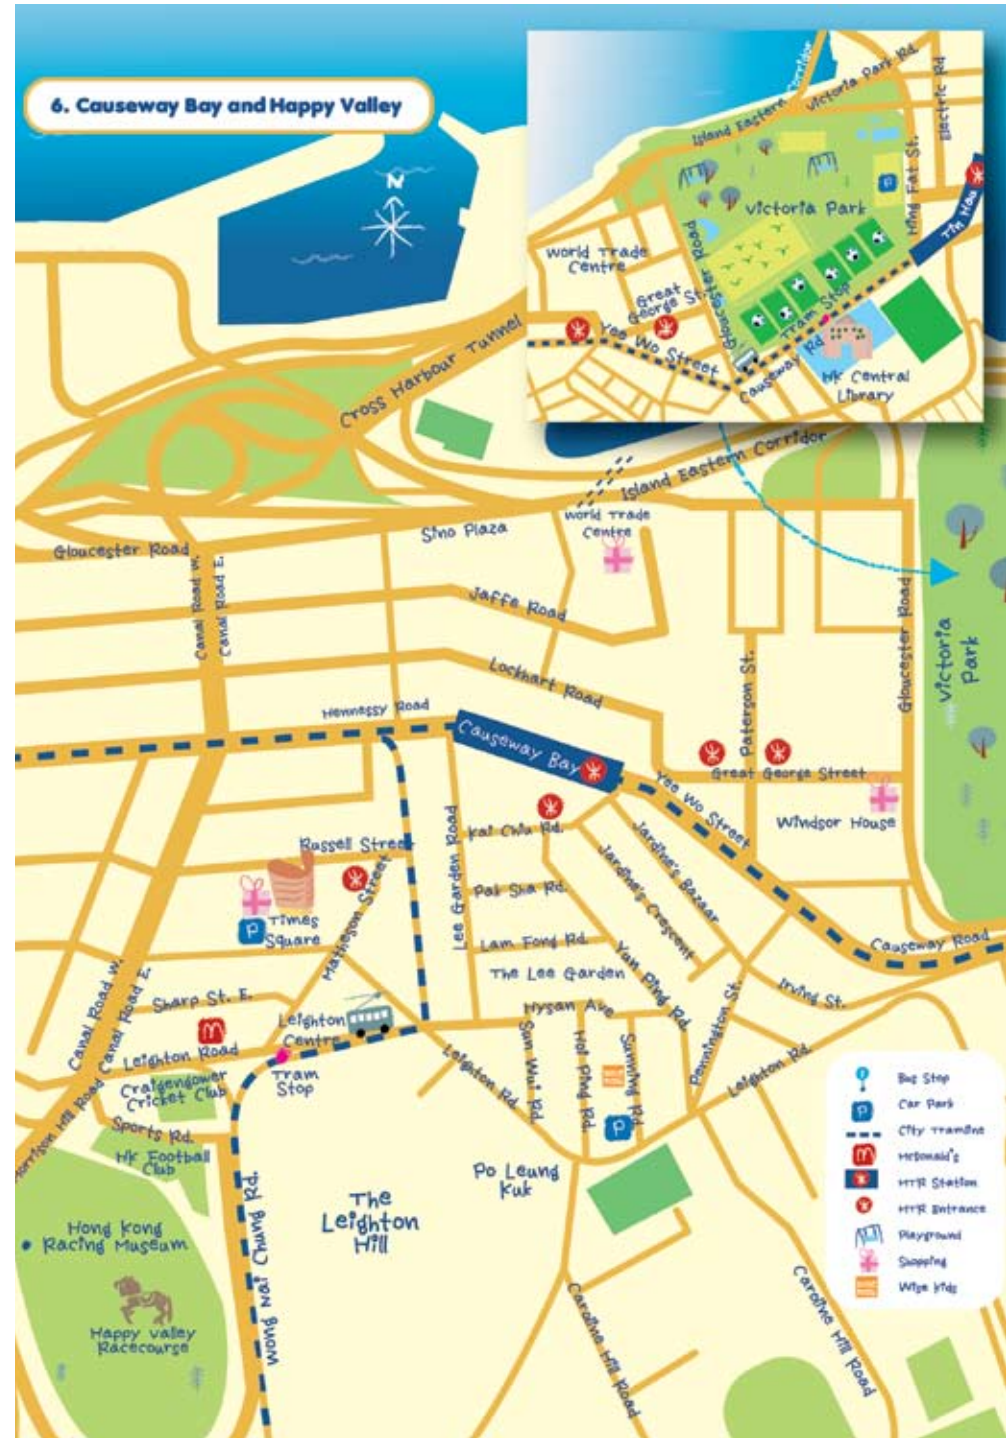 6. Causeway Bay and Happy Valley
N
Island Eastern Corridor
Victoria Park Rd.
Electric Rd
Hing Fat St.
P
Tin Hau
Victoria Park
World Trade
Centre
Gloucester Road
Great
George St.
Gloucester Road
Tram Stop
Yee Wo Street
Causeway Rd
HK Central
Library
Cross Harbour Tunnel
Island Eastern Corridor
Sino Plaza
World Trade
Centre
Gloucester Road
Canal Road W.
Canal Road E.
Jaffe Road
Lockhart Road
Gloucester Road
Victoria
Park
Paterson St.
Hennessy Road
Causeway Bay
Great George Street
Yee Wo Street
Windsor House
Kai Chiu Rd.
Russell Street
Lee Garden Road
Jardine's Bazaar
Jardine's Crescent
Matheson Street
Pak Sha Rd.
Times
Square
P
Lam Fong Rd.
Yun Ping Rd.
The Lee Garden
Causeway Road
Irving St.
Pennington St.
Canal Road W.
Canal Road E.
Sharp St. E.
Hysan Ave
Leighton
Centre
Leighton Road
Tram
Stop
Sun Wui Rd.
Hoi Ping Rd.
Sunning Rd.
P
Leighton Rd.
Leighton Rd.
Craigengower
Cricket Club
Morrison Hill Road
Sports Rd.
HK Football
Club
Po Leung
Kuk
The
Leighton
Hill
Wong Nai Chung Rd.
Hong Kong
Racing Museum
Happy Valley
Racecourse
Caroline Hill Road
Caroline Hill Road
Bus Stop
P
Car Park
City Tramline
McDonald's
MTR Station
MTR Entrance
Playground
Shopping
Wise Kids